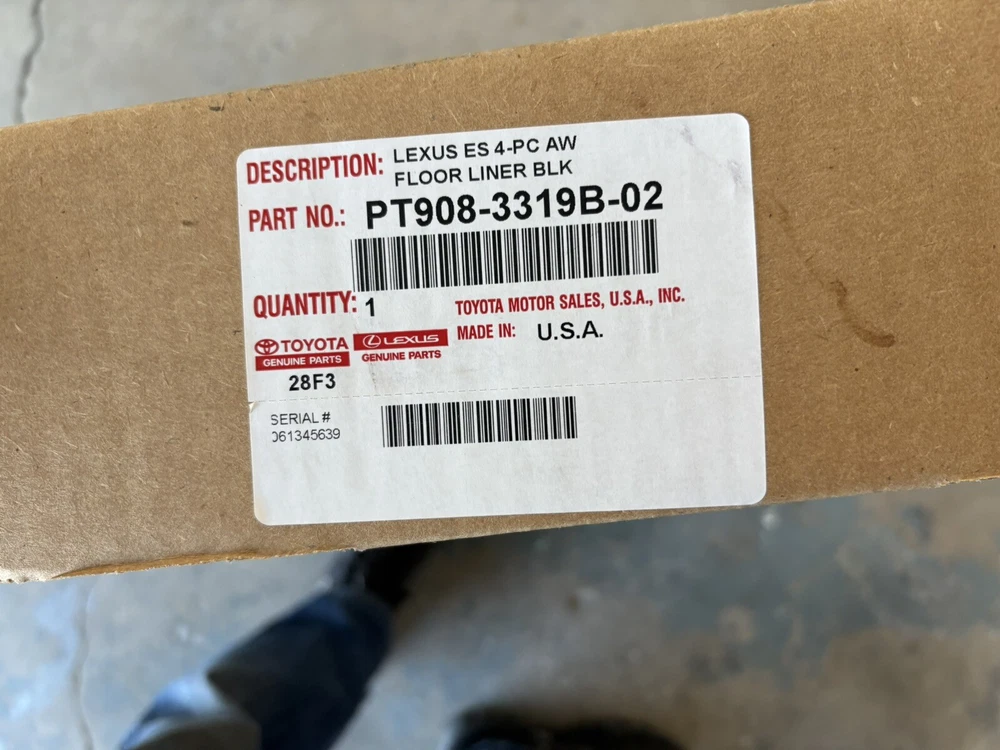 DESCRIPTION: LEXUS ES 4-PC AW
FLOOR LINER BLK
PART NO.: PT908-3319B-02
QUANTITY: 1
TOYOTA MOTOR SALES, U.S.A., INC.
MADE IN: U.S.A.
TOYOTA
GENUINE PARTS
LEXUS
GENUINE PARTS
28F3
SERIAL #
061345639